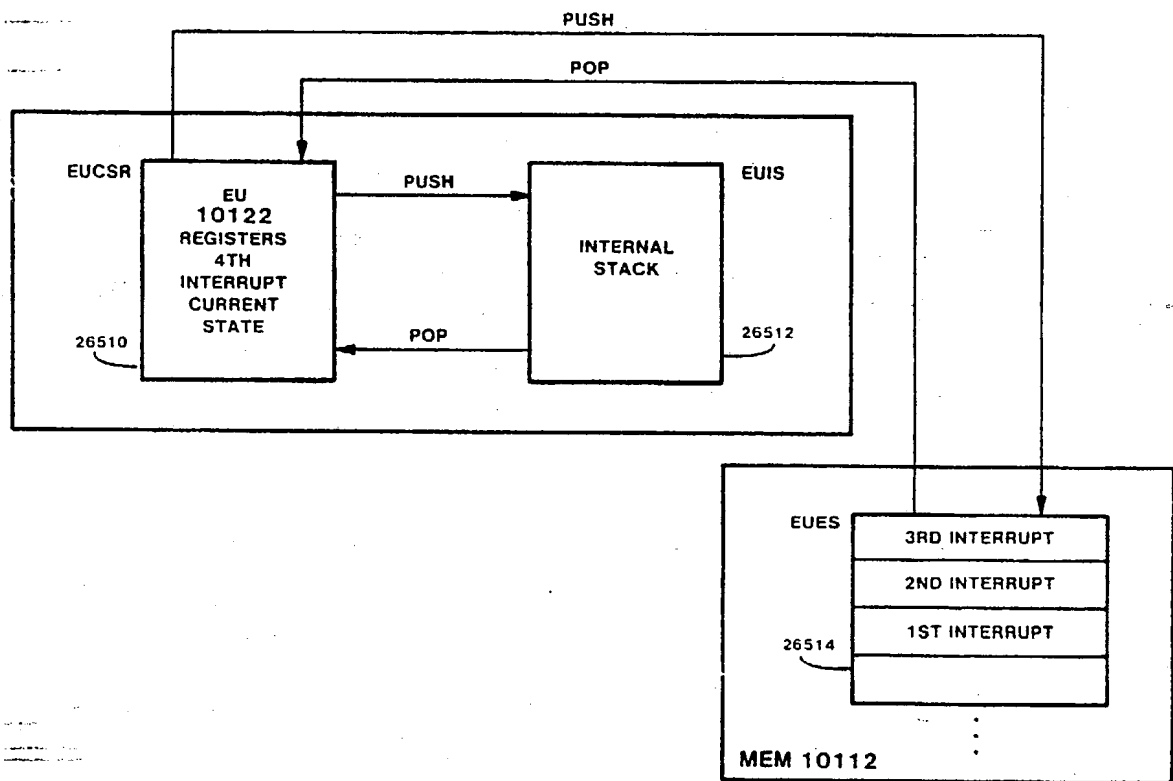 PUSH
POP
EUCSR
EU
10122
REGISTERS
4TH
INTERRUPT
CURRENT
STATE
26510
PUSH
POP
INTERNAL
STACK
EUIS
26512
EUES
3RD INTERRUPT
2ND INTERRUPT
1ST INTERRUPT
26514
MEM 10112